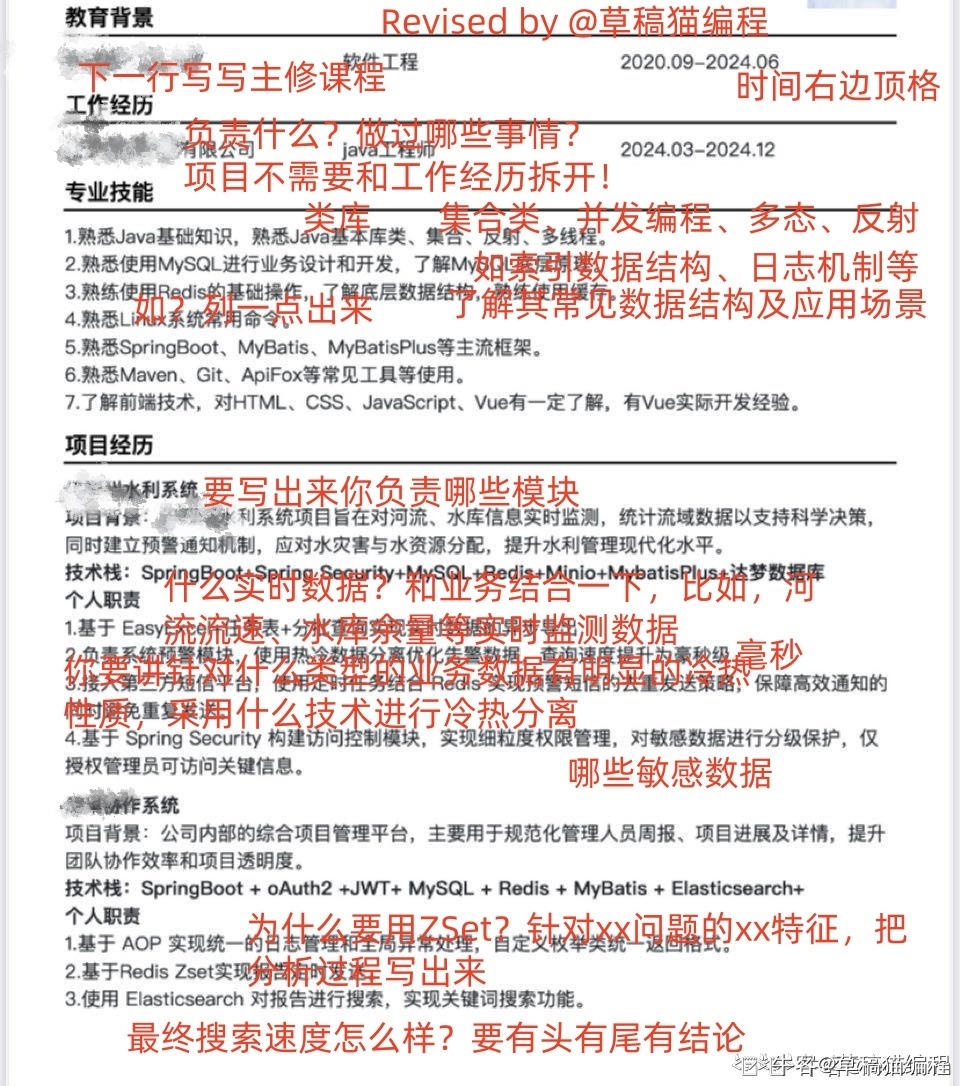 教育背景
Revised by @草稿猫编程
软件工程 2020.09-2024.06
下一行写写主修课程
时间右边顶格
工作经历
负责什么？做过哪些事情？
有限公司 java工程师 2024.03-2024.12
项目不需要和工作经历拆开！
专业技能
类库 集合类、并发编程、多态、反射
1.熟悉Java基础知识，熟悉Java基本库类、集合、反射、多线程。
2.熟悉使用MySQL进行业务设计和开发，了解MySQL底层原理。
如索引数据结构、日志机制等
3.熟练使用Redis的基础操作，了解底层数据结构，熟练使用缓存。
如？列一点出来
了解其常见数据结构及应用场景
4.熟悉Linux系统常用命令。
5.熟悉SpringBoot、MyBatis、MyBatisPlus等主流框架。
6.熟悉Maven、Git、ApiFox等常见工具等使用。
7.了解前端技术，对HTML、CSS、JavaScript、Vue有一定了解，有Vue实际开发经验。
项目经历
水利系统
要写出来你负责哪些模块
项目背景： 水利系统项目旨在对河流、水库信息实时监测，统计流域数据以支持科学决策，
同时建立预警通知机制，应对水灾害与水资源分配，提升水利管理现代化水平。
技术栈：SpringBoot+Spring Security+MySQL+Redis+Minio+MybatisPlus+达梦数据库
什么实时数据？和业务结合一下，比如，河
个人职责
流流速、水库余量等实时监测数据
1.基于 EasyExcel+任务表+分批查询实现实时数据的异步导出
2.负责系统预警模块，使用热冷数据分离优化告警数据，查询速度提升为豪秒级
毫秒
你要讲针对什么类型的业务数据有明显的冷热
3.接入第三方短信平台，使用定时任务结合 Redis 实现预警短信的去重发送策略，保障高效通知的
同时避免重复发送
性质，采用什么技术进行冷热分离
4.基于 Spring Security 构建访问控制模块，实现细粒度权限管理，对敏感数据进行分级保护，仅
授权管理员可访问关键信息。
哪些敏感数据
协作系统
项目背景：公司内部的综合项目管理平台，主要用于规范化管理人员周报、项目进展及详情，提升
团队协作效率和项目透明度。
技术栈：SpringBoot + oAuth2 +JWT+ MySQL + Redis + MyBatis + Elasticsearch+
个人职责
为什么要用ZSet？针对xx问题的xx特征，把
1.基于 AOP 实现统一的日志管理和全局异常处理，自定义枚举类统一返回格式。
2.基于Redis Zset实现报告定时发送
分析过程写出来
3.使用 Elasticsearch 对报告进行搜索，实现关键词搜索功能。
最终搜索速度怎么样？要有头有尾有结论
牛客@草稿猫编程